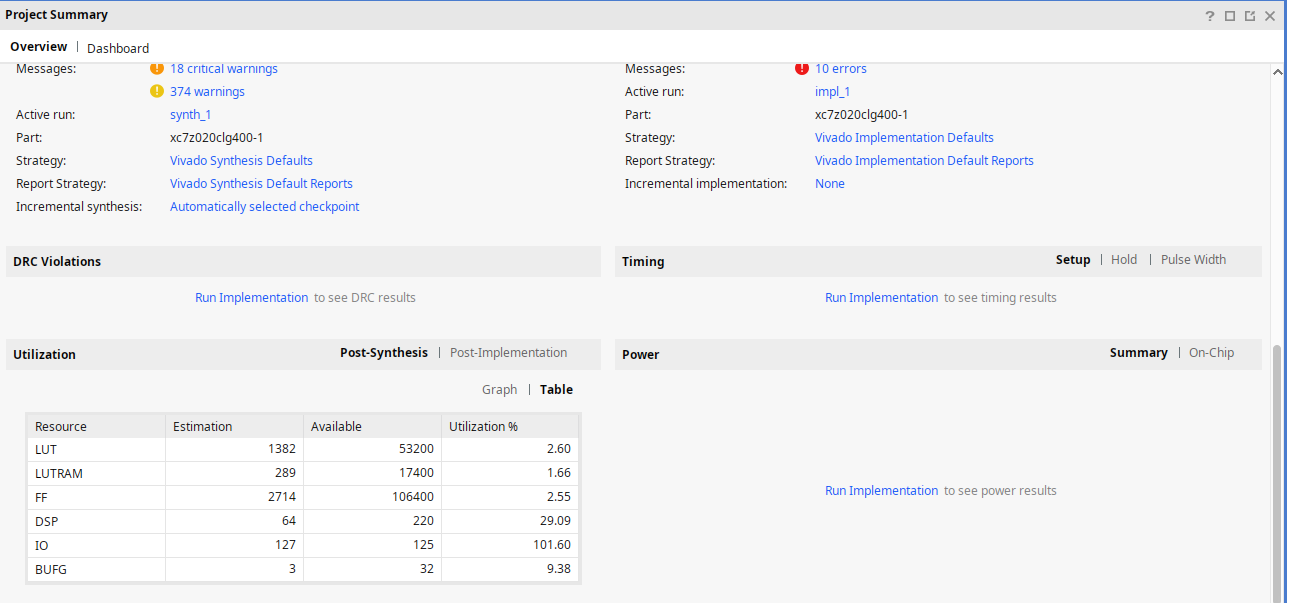 Project Summary
Overview | Dashboard
Messages: 18 critical warnings
374 warnings
Active run: synth_1
Part: xc7z020clg400-1
Strategy: Vivado Synthesis Defaults
Report Strategy: Vivado Synthesis Default Reports
Incremental synthesis: Automatically selected checkpoint
Messages: 10 errors
Active run: impl_1
Part: xc7z020clg400-1
Strategy: Vivado Implementation Defaults
Report Strategy: Vivado Implementation Default Reports
Incremental implementation: None
DRC Violations
Run Implementation to see DRC results
Timing Setup | Hold | Pulse Width
Run Implementation to see timing results
Utilization Post-Synthesis | Post-Implementation
Graph | Table
Resource Estimation Available Utilization %
LUT 1382 53200 2.60
LUTRAM 289 17400 1.66
FF 2714 106400 2.55
DSP 64 220 29.09
IO 127 125 101.60
BUFG 3 32 9.38
Power Summary | On-Chip
Run Implementation to see power results